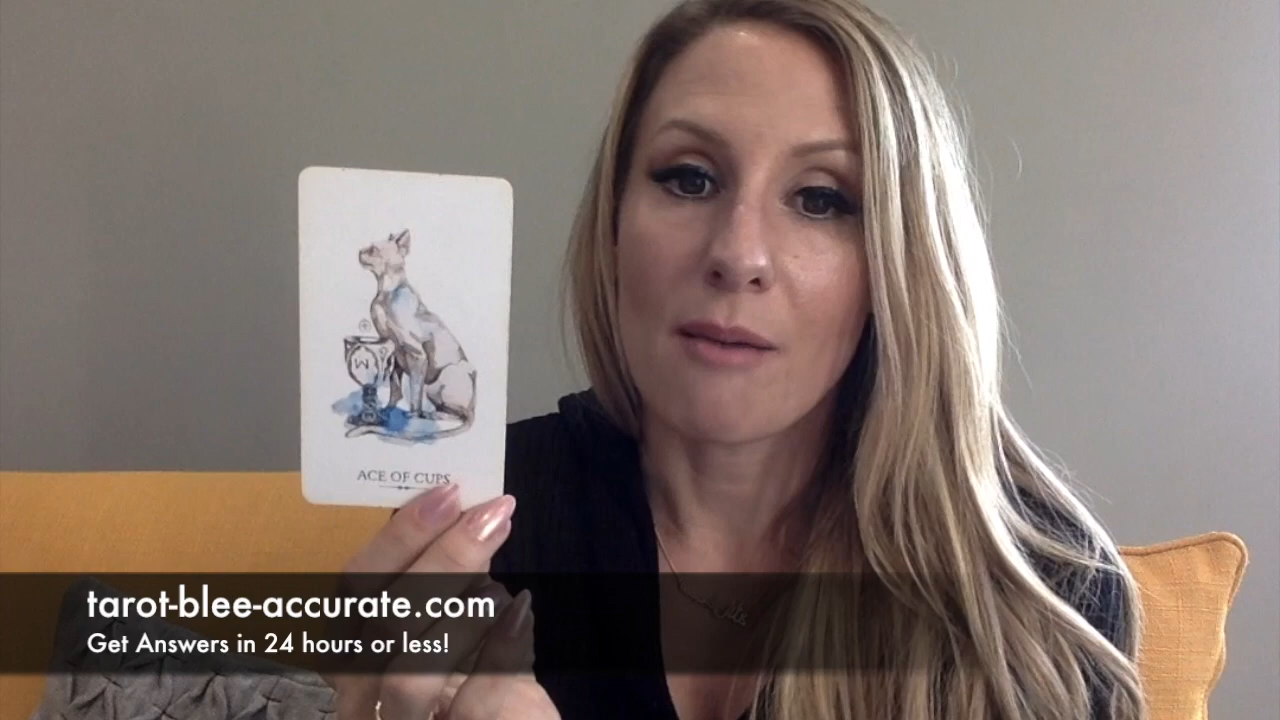 ACE OF CUPS
tarot-blee-accurate.com
Get Answers in 24 hours or less!